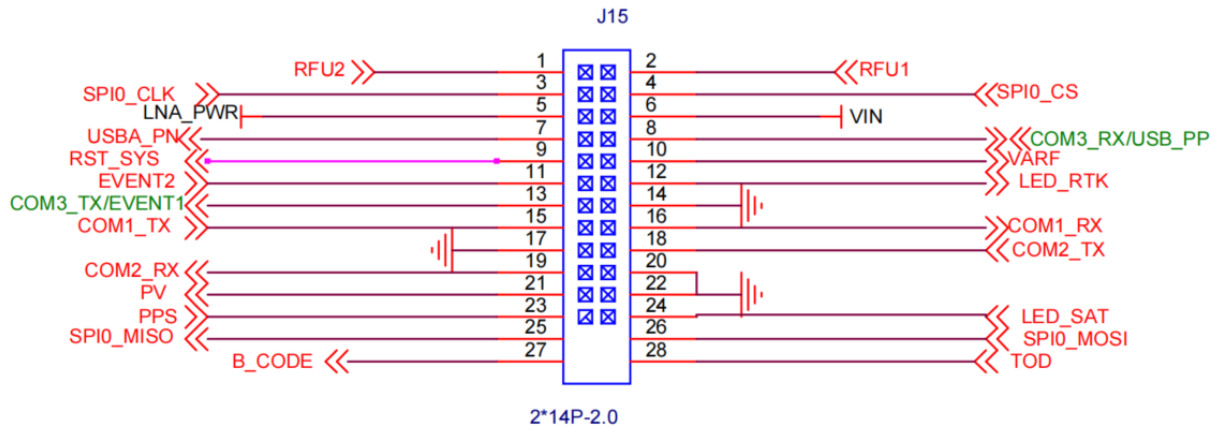 J15
RFU2 1 2 RFU1
SPI0_CLK 3 4 SPI0_CS
LNA_PWR 5 6 VIN
USBA_PN 7 8 COM3_RX/USB_PP
RST_SYS 9 10 VARF
EVENT2 11 12 LED_RTK
COM3_TX/EVENT1 13 14
COM1_TX 15 16 COM1_RX
17 18 COM2_TX
COM2_RX 19 20
PV 21 22
PPS 23 24 LED_SAT
SPI0_MISO 25 26 SPI0_MOSI
B_CODE 27 28 TOD
2*14P-2.0